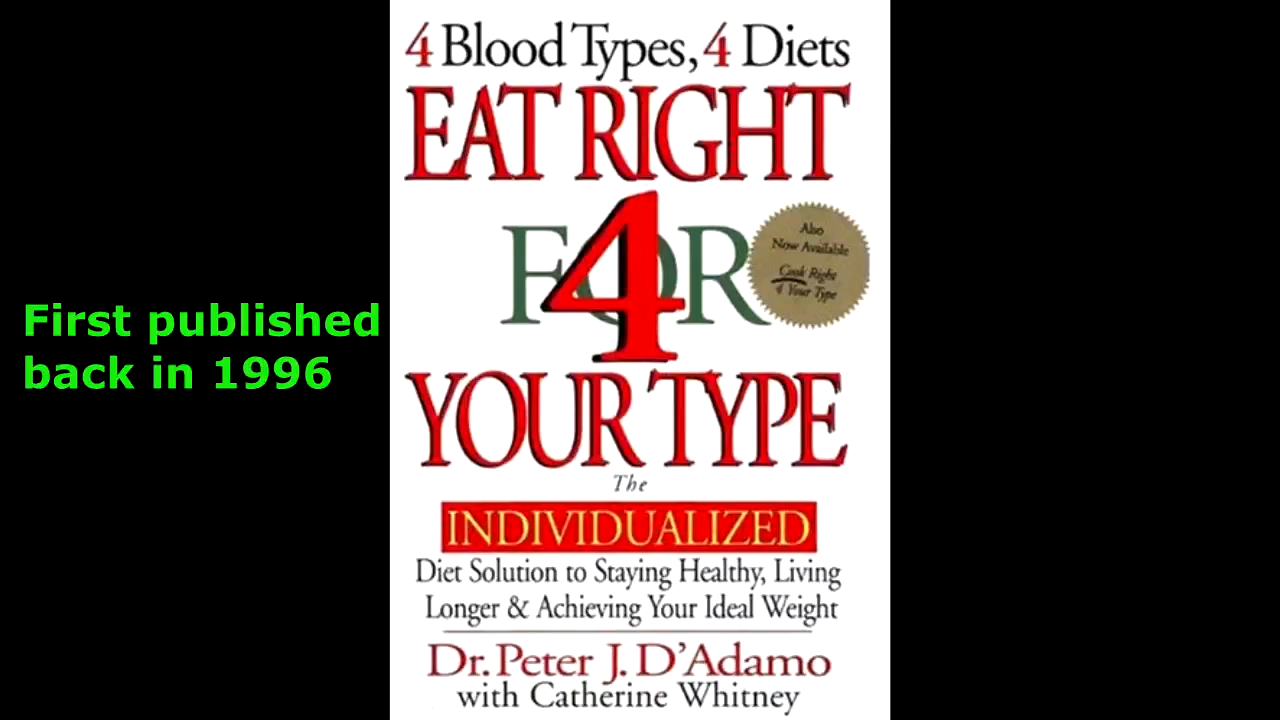 First published
back in 1996
4 Blood Types, 4 Diets
EAT RIGHT
FOR
4
YOUR TYPE
Also
Now Available
Cook Right
4 Your Type
The
INDIVIDUALIZED
Diet Solution to Staying Healthy, Living
Longer & Achieving Your Ideal Weight
Dr. Peter J. D'Adamo
with Catherine Whitney